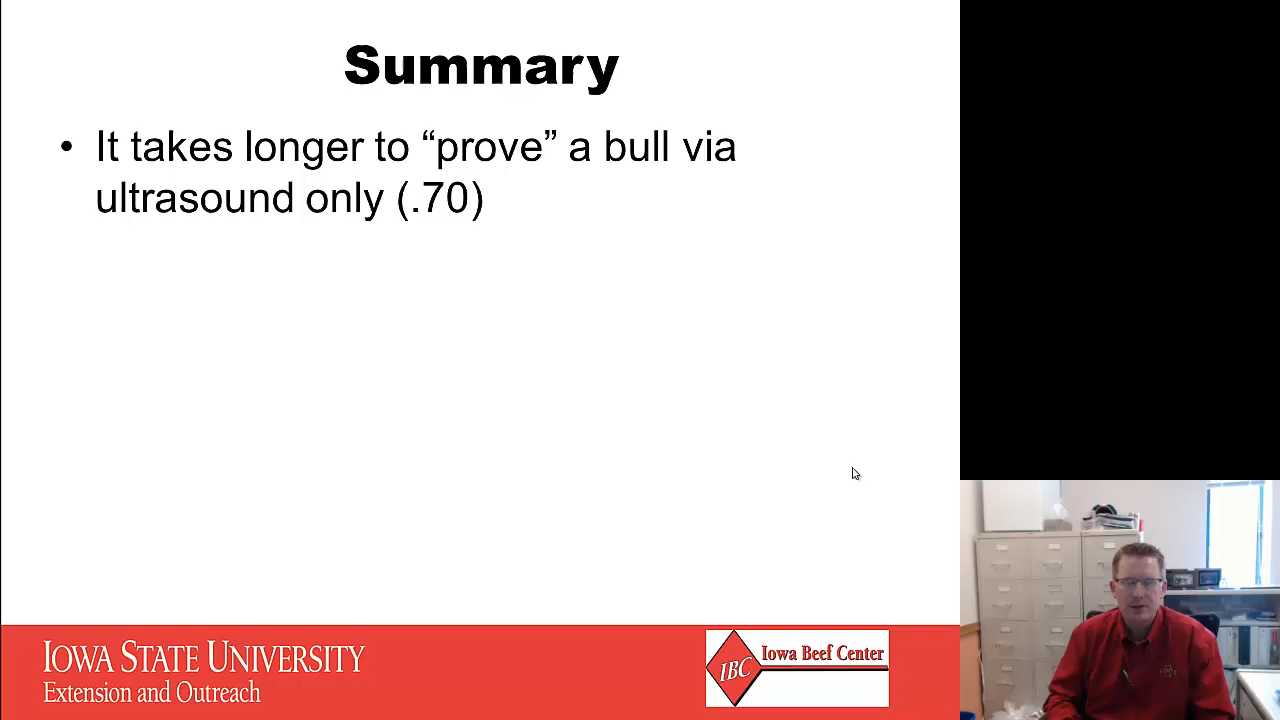 Summary
• It takes longer to “prove” a bull via
ultrasound only (.70)
IOWA STATE UNIVERSITY
Extension and Outreach
IBC
Iowa Beef Center